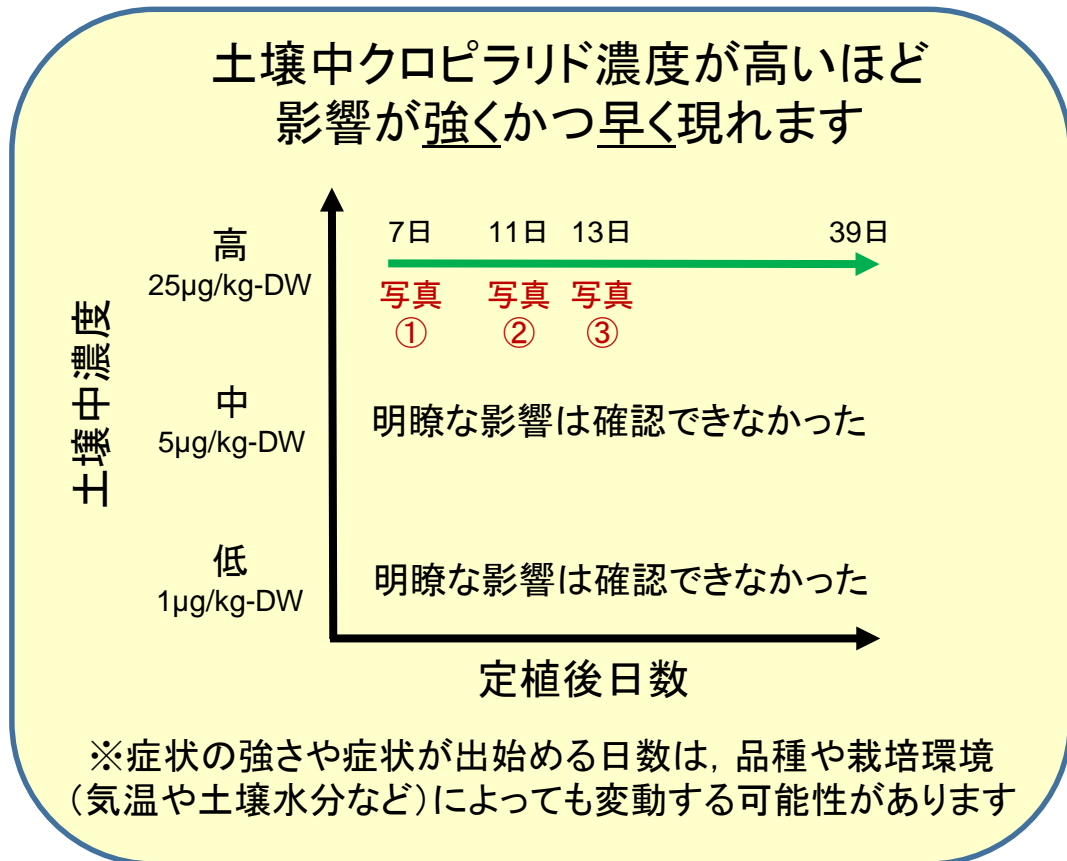 土壌中クロピラリド濃度が高いほど
影響が強くかつ早く現れます
土壌中濃度
高
25μg/kg-DW
7日 11日 13日 39日
写真 写真 写真
① ② ③
中
5μg/kg-DW
明瞭な影響は確認できなかった
低
1μg/kg-DW
明瞭な影響は確認できなかった
定植後日数
※症状の強さや症状が出始める日数は，品種や栽培環境
（気温や土壌水分など）によっても変動する可能性があります